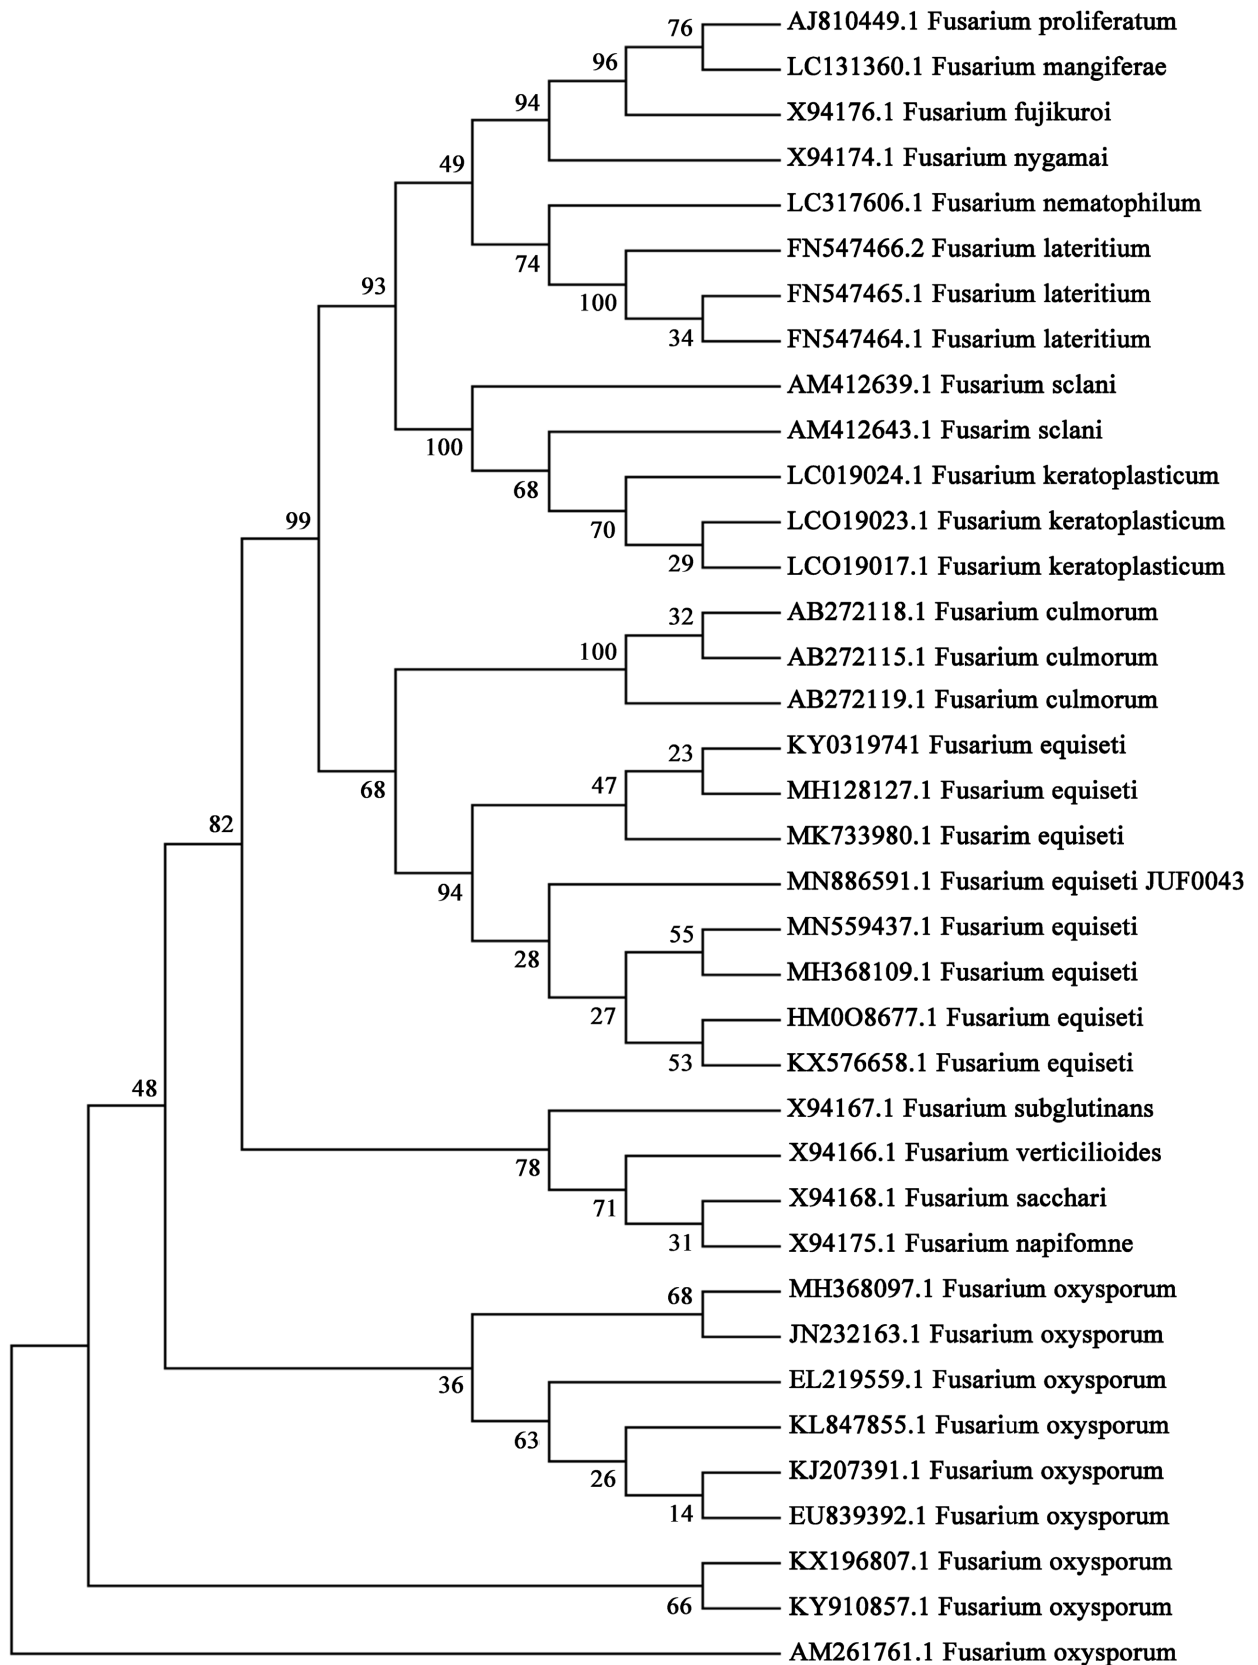 76
AJ810449.1 Fusarium proliferatum
96
LC131360.1 Fusarium mangiferae
94
X94176.1 Fusarium fujikuroi
49
X94174.1 Fusarium nygamai
LC317606.1 Fusarium nematophilum
74
FN547466.2 Fusarium lateritium
93
100
FN547465.1 Fusarium lateritium
34
FN547464.1 Fusarium lateritium
AM412639.1 Fusarium sclani
100
AM412643.1 Fusarim sclani
68
LC019024.1 Fusarium keratoplasticum
99
70
LCO19023.1 Fusarium keratoplasticum
29
LCO19017.1 Fusarium keratoplasticum
32
AB272118.1 Fusarium culmorum
100
AB272115.1 Fusarium culmorum
AB272119.1 Fusarium culmorum
68
23
KY0319741 Fusarium equiseti
47
MH128127.1 Fusarium equiseti
82
MK733980.1 Fusarim equiseti
94
MN886591.1 Fusarium equiseti JUF0043
55
MN559437.1 Fusarium equiseti
28
MH368109.1 Fusarium equiseti
27
HM0O8677.1 Fusarium equiseti
53
KX576658.1 Fusarium equiseti
48
X94167.1 Fusarium subglutinans
78
X94166.1 Fusarium verticilioides
71
X94168.1 Fusarium sacchari
31
X94175.1 Fusarium napifomne
68
MH368097.1 Fusarium oxysporum
JN232163.1 Fusarium oxysporum
36
EL219559.1 Fusarium oxysporum
63
KL847855.1 Fusarium oxysporum
26
KJ207391.1 Fusarium oxysporum
14
EU839392.1 Fusarium oxysporum
KX196807.1 Fusarium oxysporum
66
KY910857.1 Fusarium oxysporum
AM261761.1 Fusarium oxysporum